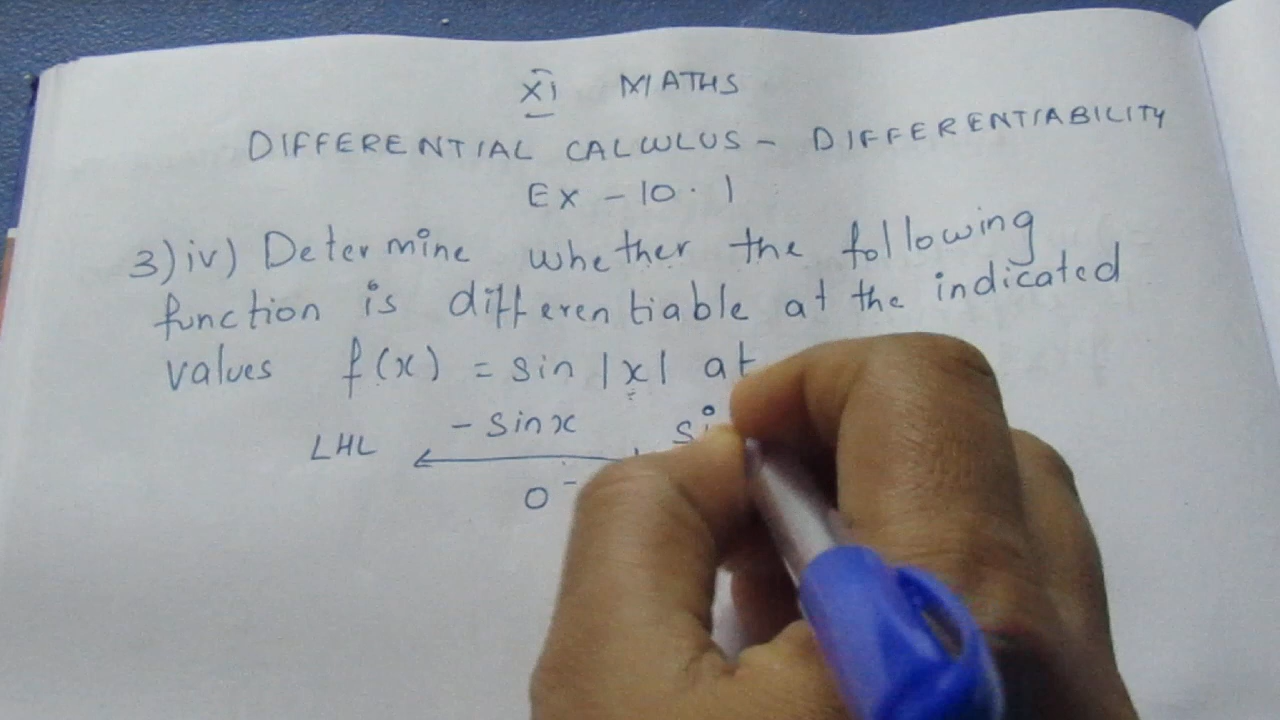 XI MATHS
DIFFERENTIAL CALCULUS - DIFFERENTIABILITY
EX - 10.1
3) iv) Determine whether the following
function is differentiable at the indicated
values f(x) = sin |x| at
- sin x
LHL
0⁻